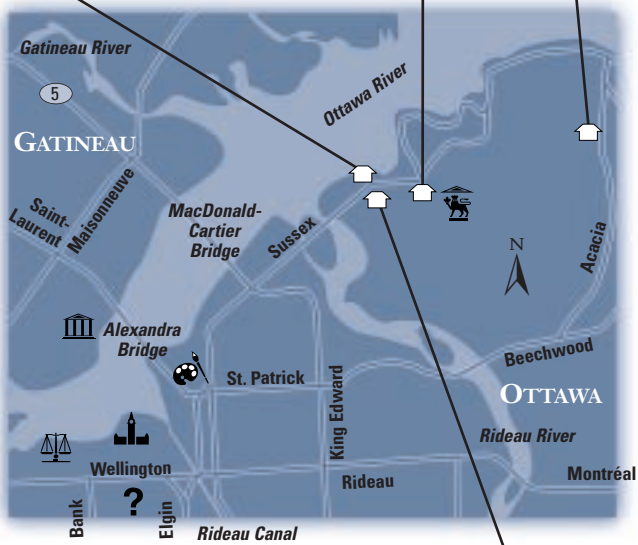 Gatineau River
5
Ottawa River
GATINEAU
Saint-
Laurent
Maisonneuve
MacDonald-
Cartier
Bridge
Sussex
N
Acacia
Alexandra
Bridge
St. Patrick
King Edward
Beechwood
OTTAWA
Rideau River
Wellington
Rideau
Montréal
?
Bank
Elgin
Rideau Canal